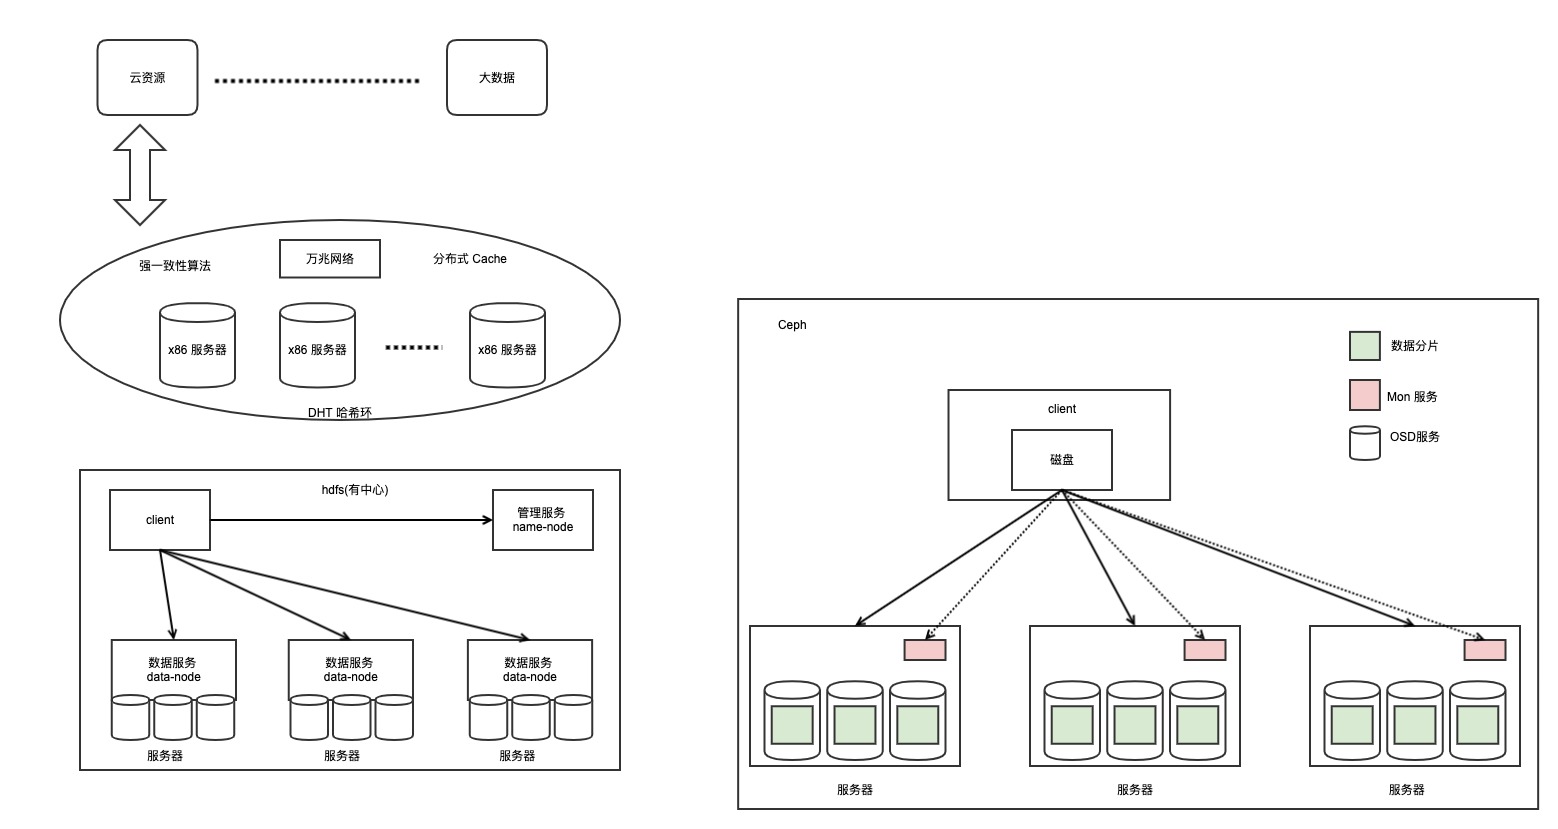 云资源
大数据
强一致性算法
万兆网络
分布式 Cache
x86 服务器
x86 服务器
x86 服务器
DHT 哈希环
hdfs(有中心)
client
管理服务
name-node
数据服务
data-node
数据服务
data-node
数据服务
data-node
服务器
服务器
服务器
Ceph
数据分片
Mon 服务
OSD服务
client
磁盘
服务器
服务器
服务器